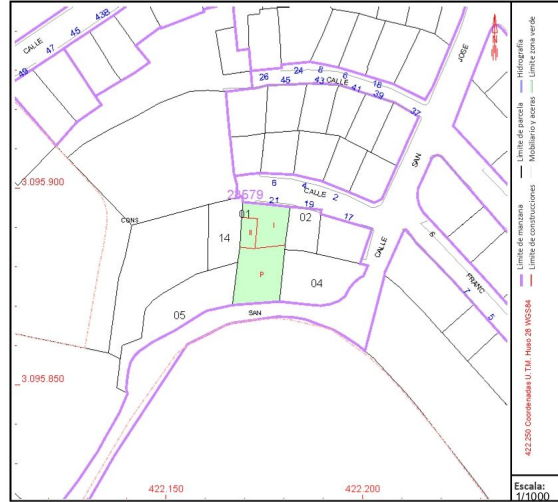 CALLE
49
47
45
43B
JOSE
26
24
8
6
18
45
43
CALLE
41
39
37
SAN
3.095.900
6
4
2
CALLE
21
19
17
01
02
CONS
14
II
I
P
04
CALLE
6
FRANC
7
5
05
SAN
3.095.850
422.150
422.200
Límite de manzana
Límite de parcela
Hidrografía
Límite de construcciones
Mobiliario y aceras
Límite zona verde
422.250 Coordenadas U.T.M. Huso 28 WGS84
Escala:
1/1000